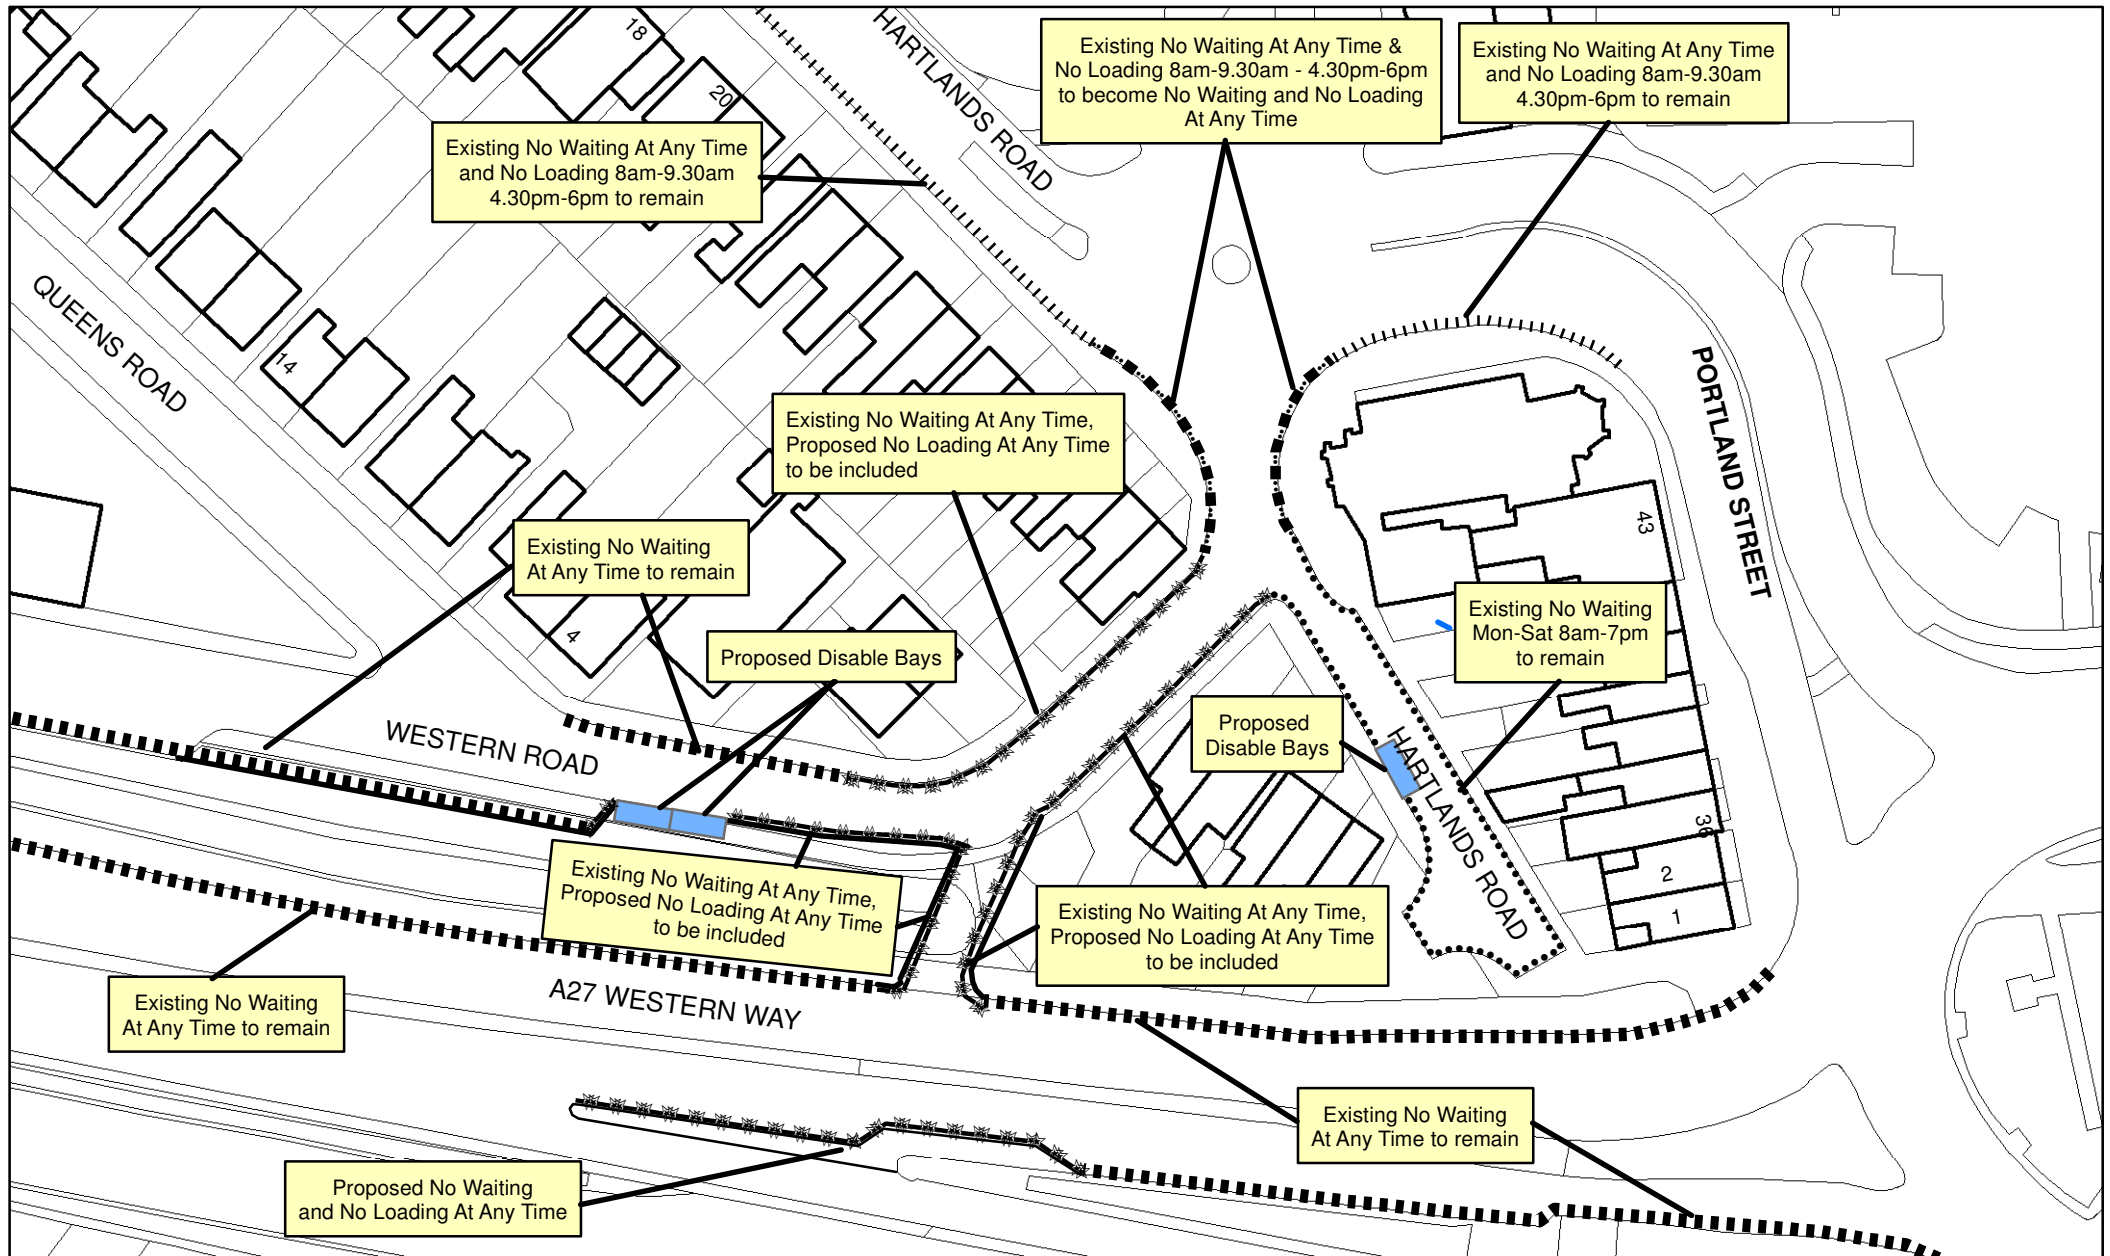 18
HARTLANDS ROAD
Existing No Waiting At Any Time &
No Loading 8am-9.30am - 4.30pm-6pm
to become No Waiting and No Loading
At Any Time
Existing No Waiting At Any Time
and No Loading 8am-9.30am
4.30pm-6pm to remain
20
Existing No Waiting At Any Time
and No Loading 8am-9.30am
4.30pm-6pm to remain
QUEENS ROAD
14
PORTLAND STREET
Existing No Waiting At Any Time,
Proposed No Loading At Any Time
to be included
43
Existing No Waiting
At Any Time to remain
4
Existing No Waiting
Mon-Sat 8am-7pm
to remain
Proposed Disable Bays
Proposed
Disable Bays
WESTERN ROAD
HARTLANDS ROAD
36
2
1
Existing No Waiting At Any Time,
Proposed No Loading At Any Time
to be included
Existing No Waiting At Any Time,
Proposed No Loading At Any Time
to be included
Existing No Waiting
At Any Time to remain
A27 WESTERN WAY
Existing No Waiting
At Any Time to remain
Proposed No Waiting
and No Loading At Any Time